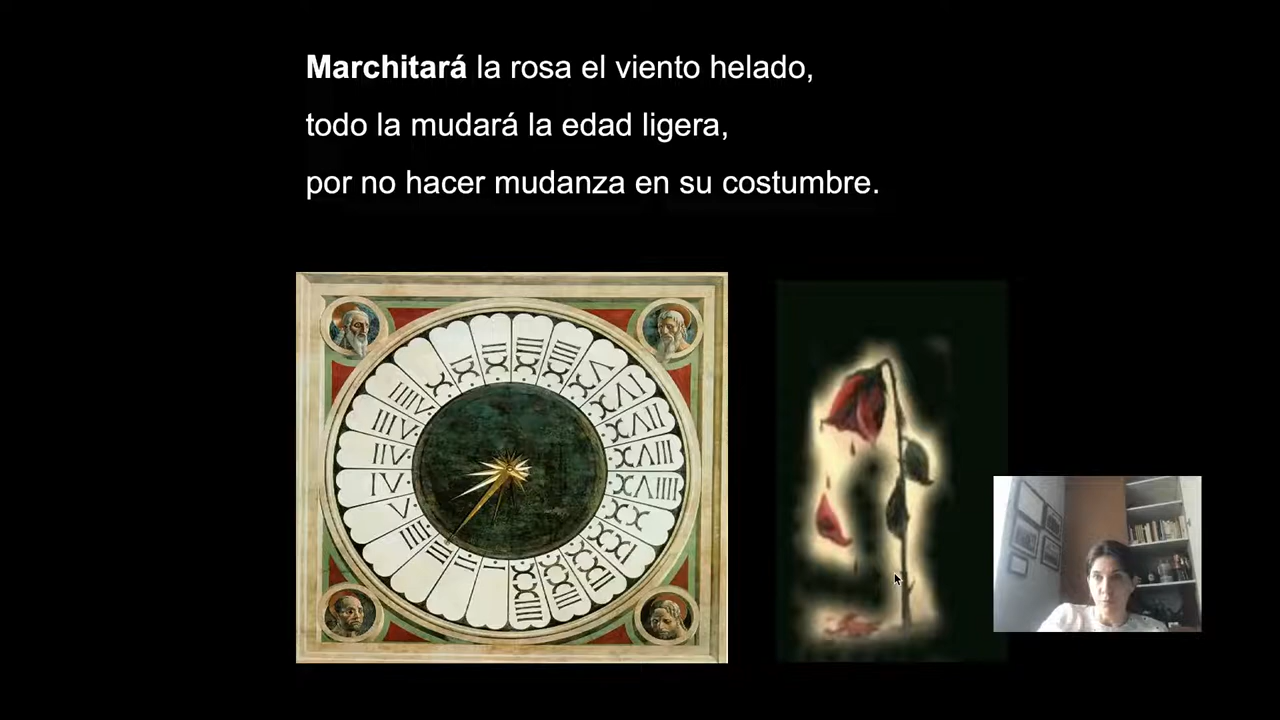 Marchitará la rosa el viento helado,
todo la mudará la edad ligera,
por no hacer mudanza en su costumbre.